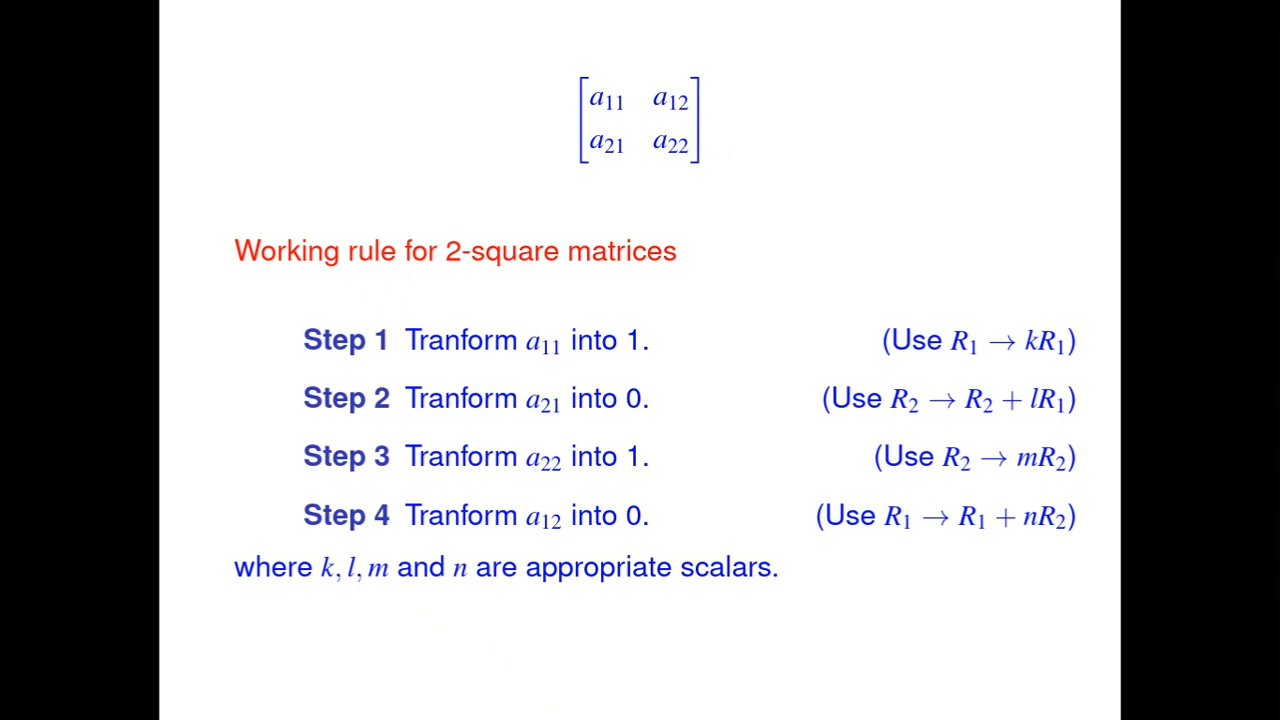 [a₁₁ a₁₂
a₂₁ a₂₂]
Working rule for 2-square matrices
Step 1 Tranform a₁₁ into 1. (Use R₁ → kR₁)
Step 2 Tranform a₂₁ into 0. (Use R₂ → R₂ + lR₁)
Step 3 Tranform a₂₂ into 1. (Use R₂ → mR₂)
Step 4 Tranform a₁₂ into 0. (Use R₁ → R₁ + nR₂)
where k, l, m and n are appropriate scalars.